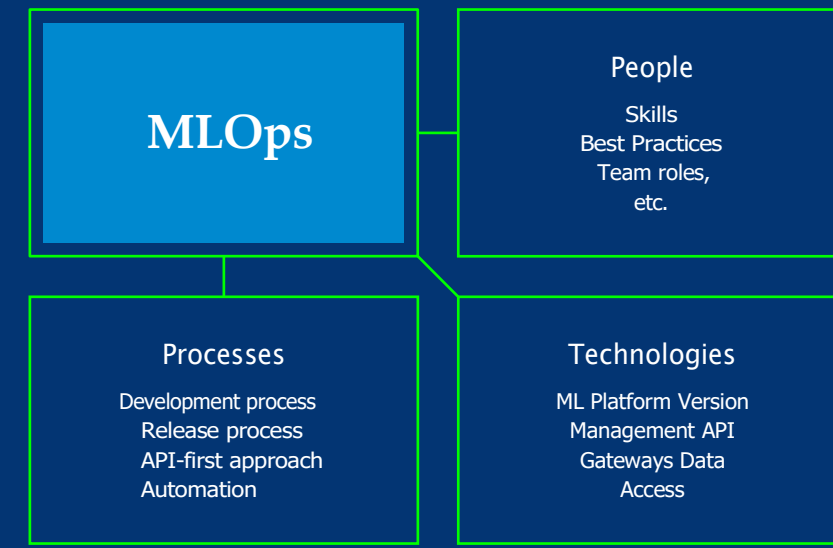 MLOps
People
Skills
Best Practices
Team roles,
etc.
Processes
Development process
Release process
API-first approach
Automation
Technologies
ML Platform Version
Management API
Gateways Data
Access